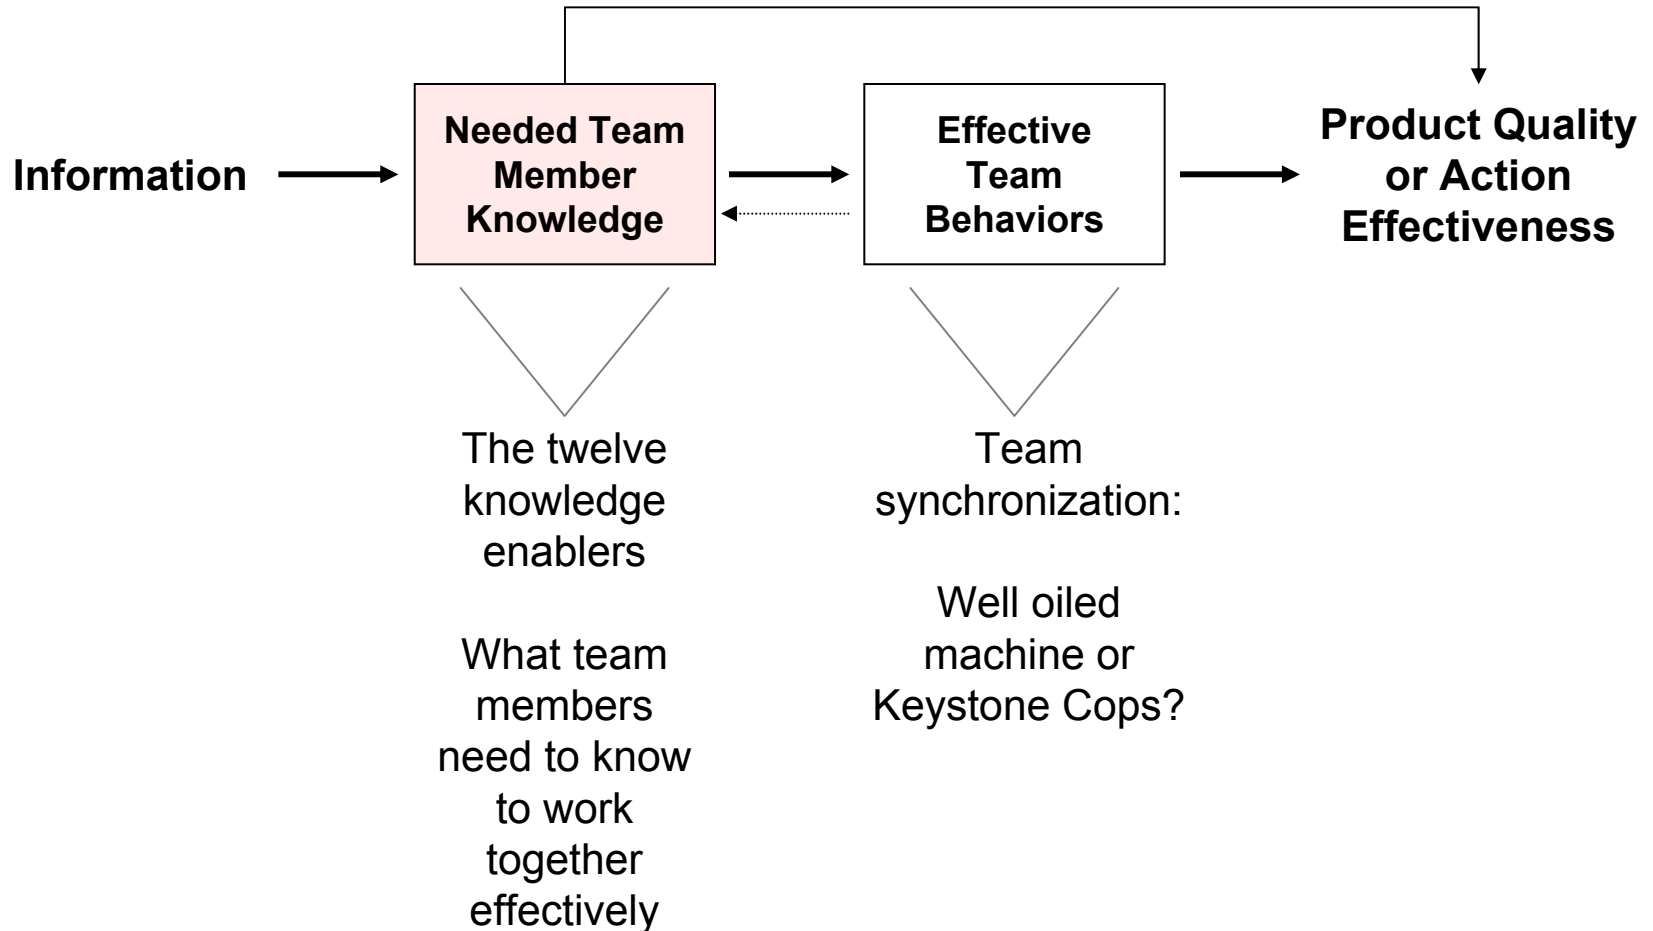 Information
Needed Team
Member
Knowledge
Effective
Team
Behaviors
Product Quality
or Action
Effectiveness
The twelve
knowledge
enablers
What team
members
need to know
to work
together
effectively
Team
synchronization:
Well oiled
machine or
Keystone Cops?